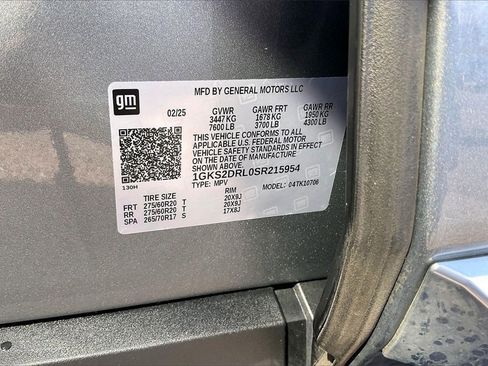 MFD BY GENERAL MOTORS LLC
gm
02/25 GVWR GAWR FRT GAWR RR
3447 KG 1678 KG 1950 KG
7600 LB 3700 LB 4300 LB
THIS VEHICLE CONFORMS TO ALL
APPLICABLE U.S. FEDERAL MOTOR
VEHICLE SAFETY STANDARDS IN EFFECT
ON THE DATE OF MANUFACTURE SHOWN ABOVE.
1GKS2DRL0SR215954
130H
TYPE: MPV MODEL: 04TK10706
TIRE SIZE RIM
FRT 275/60R20 T 20X9J
RR 275/60R20 T 20X9J
SPA 265/70R17 S 17X8J